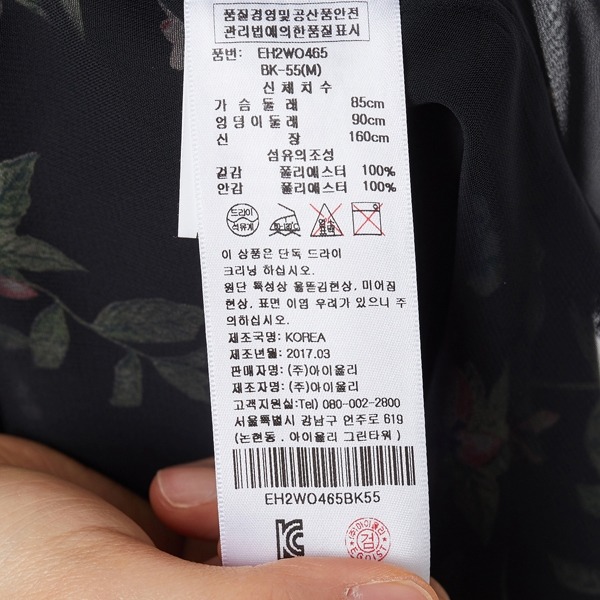 품질경영및공산품안전
관리법에의한품질표시
품번: EH2WO465
BK-55(M)
신체치수
가슴둘레 85cm
엉덩이둘레 90cm
신장 160cm
섬유의조성
겉감 폴리에스터 100%
안감 폴리에스터 100%
드라이
석유계
이 상품은 단독 드라이
크리닝 하십시오.
원단 특성상 올뜯김현상, 미어짐
현상, 표면 이염 우려가 있으니 주
의하십시오.
제조국명: KOREA
제조년월: 2017.03
판매자명: (주)아이올리
제조자명: (주)아이올리
고객지원실:Tel) 080-002-2800
서울특별시 강남구 언주로 619
(논현동, 아이올리 그린타워)
EH2WO465BK55
(주)아이올리
검
EGOIST